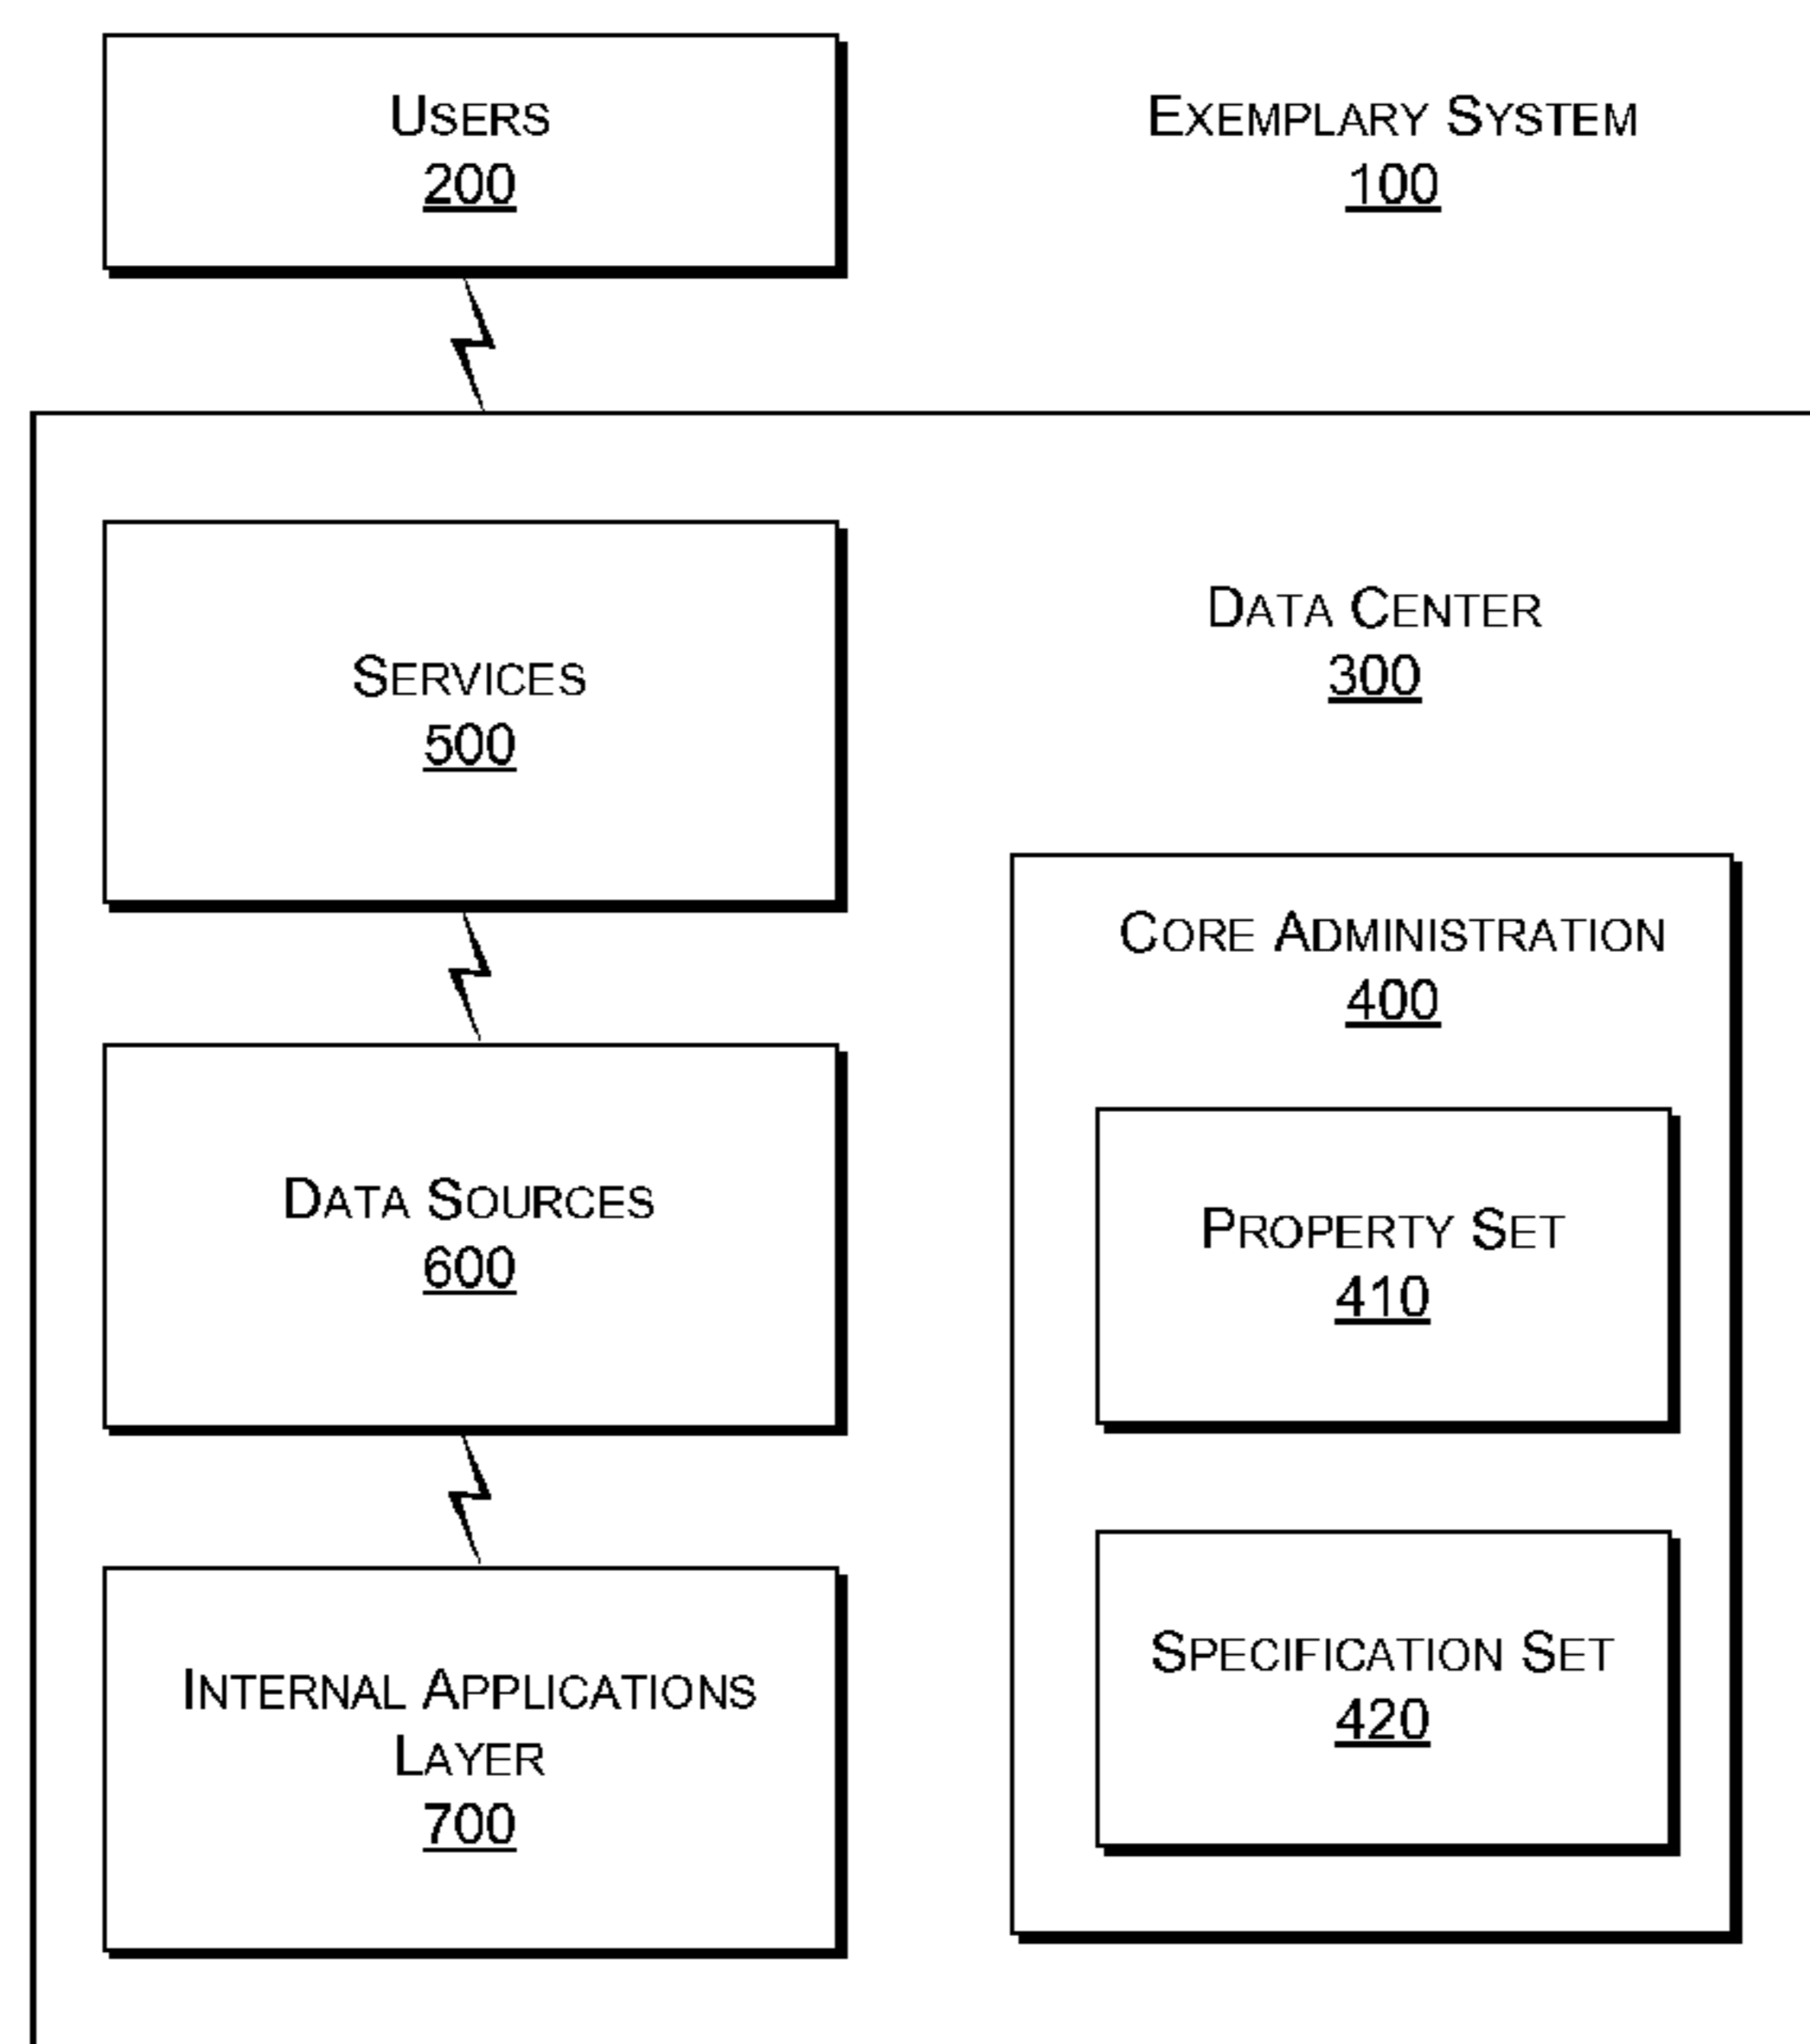 Users
200
Exemplary System
100
Data Center
300
Services
500
Core Administration
400
Data Sources
600
Property Set
410
Internal Applications
Layer
700
Specification Set
420